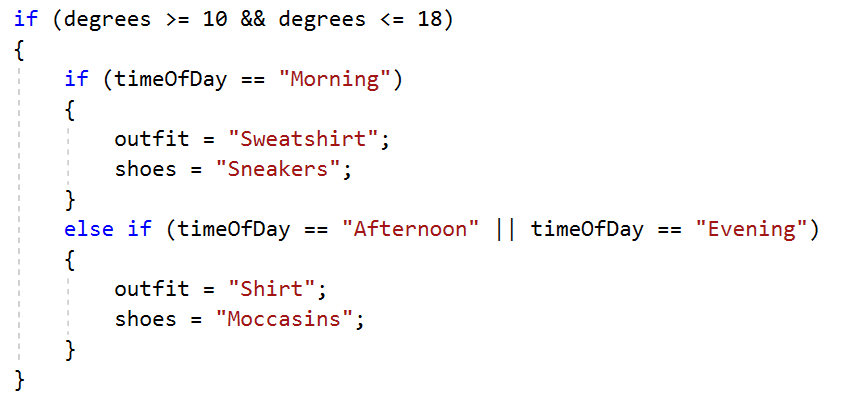 if (degrees >= 10 && degrees <= 18)
{
    if (timeOfDay == "Morning")
    {
        outfit = "Sweatshirt";
        shoes = "Sneakers";
    }
    else if (timeOfDay == "Afternoon" || timeOfDay == "Evening")
    {
        outfit = "Shirt";
        shoes = "Moccasins";
    }
}